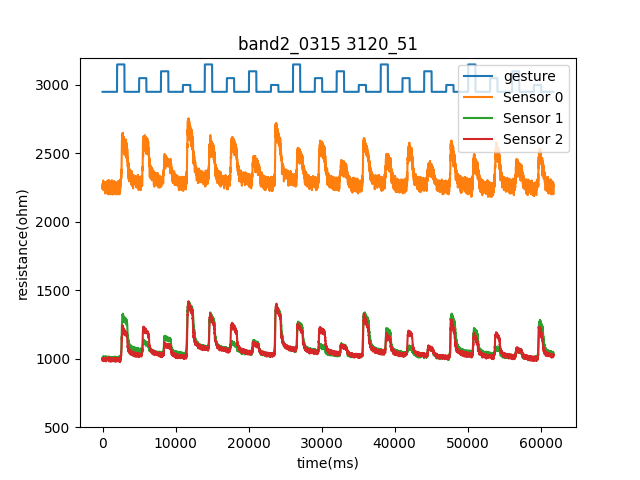 band2_0315 3120_51
gesture
Sensor 0
Sensor 1
Sensor 2
resistance(ohm)
3000
2500
2000
1500
1000
500
0
10000
20000
30000
40000
50000
60000
time(ms)